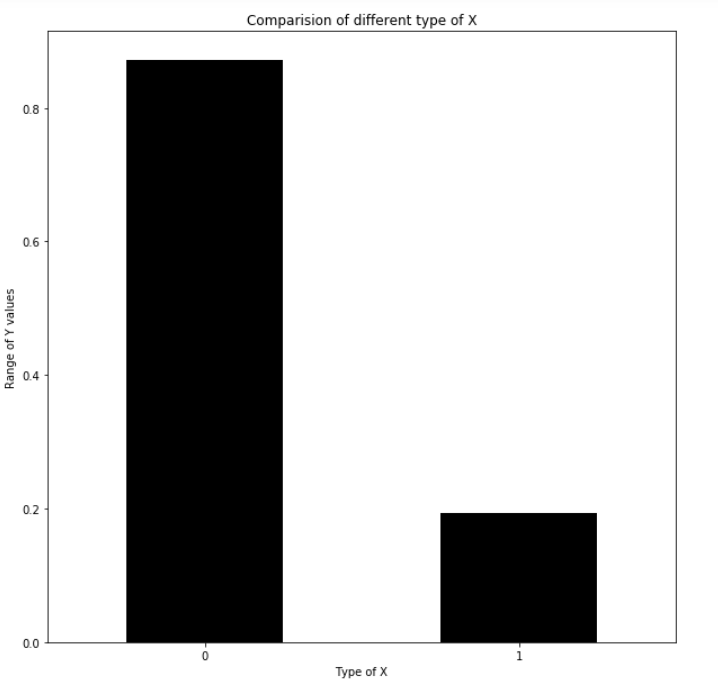 Comparision of different type of X
0.8
0.6
0.4
0.2
0.0
Range of Y values
0 1
Type of X